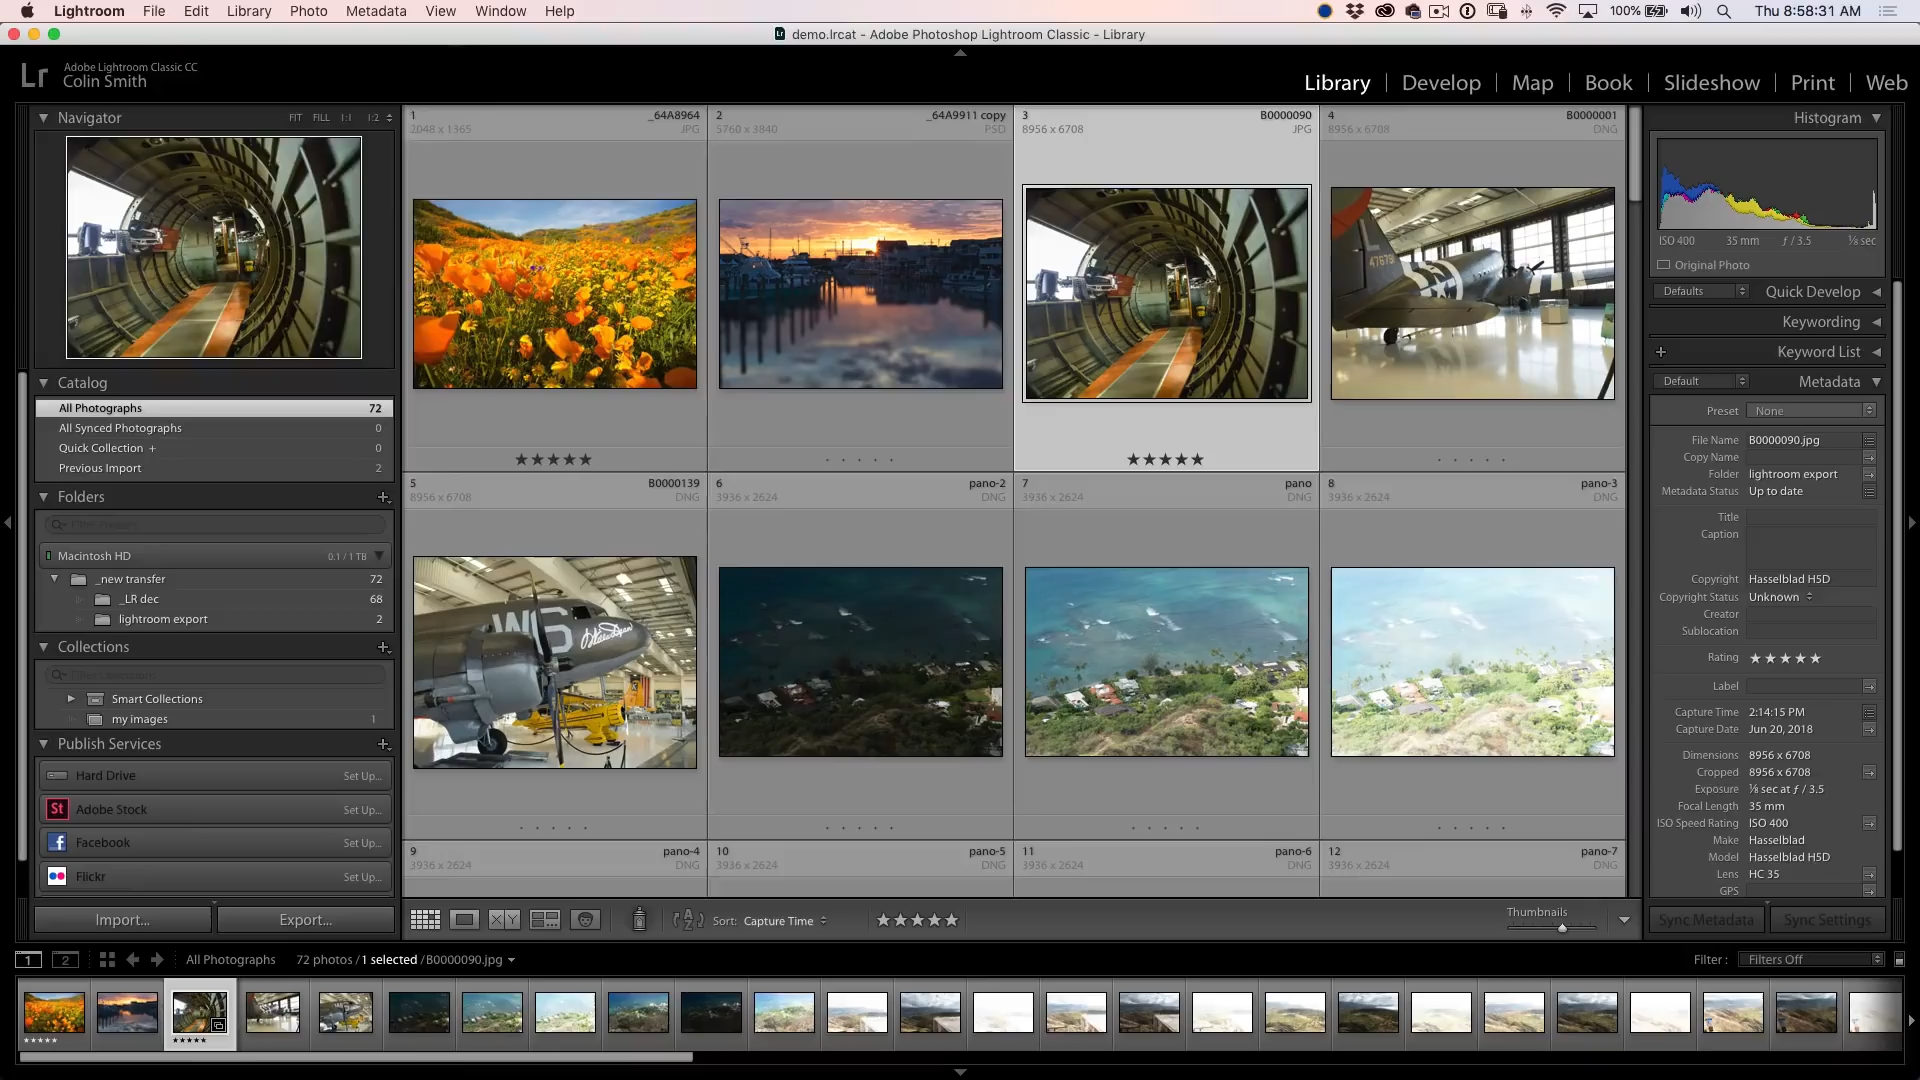 Lightroom File Edit Library Photo Metadata View Window Help
100% Thu 8:58:31 AM
demo.lrcat - Adobe Photoshop Lightroom Classic - Library
Lr Adobe Lightroom Classic CC
Colin Smith
Library | Develop | Map | Book | Slideshow | Print | Web
Navigator FIT FILL 1:1 1:2
Catalog
All Photographs 72
All Synced Photographs 0
Quick Collection + 0
Previous Import 2
Folders
Macintosh HD 0.1 / 1 TB
_new transfer 72
_LR dec 68
lightroom export 2
Collections
Smart Collections
my images 1
Publish Services
Hard Drive Set Up...
St Adobe Stock Set Up...
f Facebook Set Up...
Flickr Set Up...
Import... Export...
1 _64A8964
2048 x 1365 JPG
2 _64A9911 copy
5760 x 3840 PSD
3 B0000090
8956 x 6708 JPG
4 B0000001
8956 x 6708 DNG
476791
5 B0000139
8956 x 6708 DNG
6 pano-2
3936 x 2624 DNG
7 pano
3936 x 2624 DNG
8 pano-3
3936 x 2624 DNG
9 pano-4
3936 x 2624 DNG
10 pano-5
3936 x 2624 DNG
11 pano-6
3936 x 2624 DNG
12 pano-7
3936 x 2624 DNG
X Y Sort: Capture Time
Thumbnails
Histogram
ISO 400 35 mm ƒ / 3.5 ⅛ sec
Original Photo
Defaults Quick Develop
Keywording
+ Keyword List
Default Metadata
Preset None
File Name B0000090.jpg
Copy Name
Folder lightroom export
Metadata Status Up to date
Title
Caption
Copyright Hasselblad H5D
Copyright Status Unknown
Creator
Sublocation
Rating ★★★★★
Label
Capture Time 2:14:15 PM
Capture Date Jun 20, 2018
Dimensions 8956 x 6708
Cropped 8956 x 6708
Exposure ⅛ sec at ƒ / 3.5
Focal Length 35 mm
ISO Speed Rating ISO 400
Make Hasselblad
Model Hasselblad H5D
Lens HC 35
GPS
Sync Metadata Sync Settings
1 2 All Photographs 72 photos / 1 selected / B0000090.jpg
Filter : Filters Off